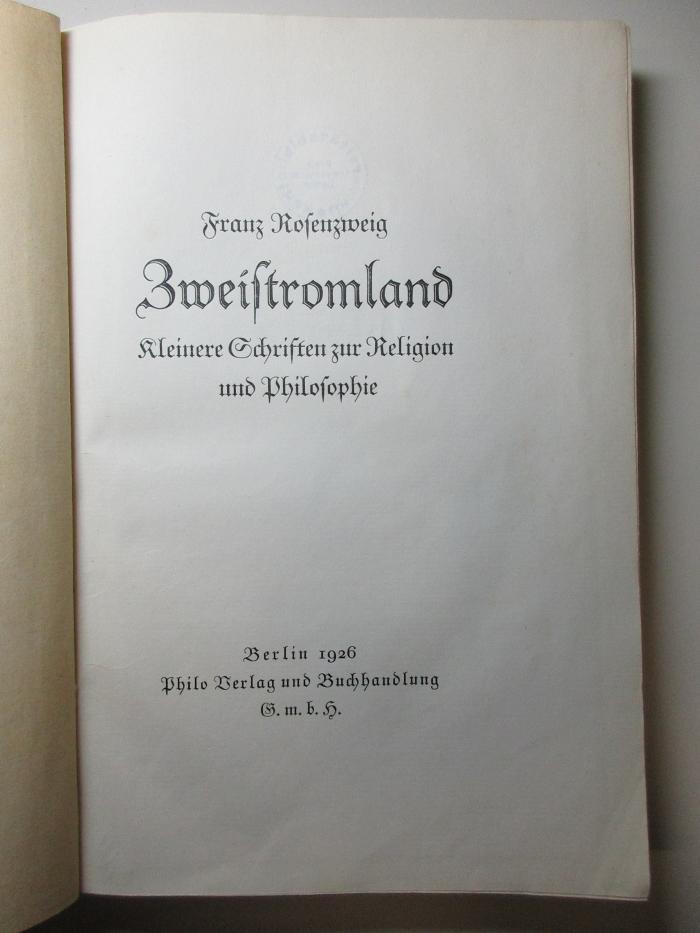 Franz Roſenzweig
Zweiſtromland
Kleinere Schriften zur Religion
und Philoſophie
Berlin 1926
Philo Verlag und Buchhandlung
G. m. b. H.